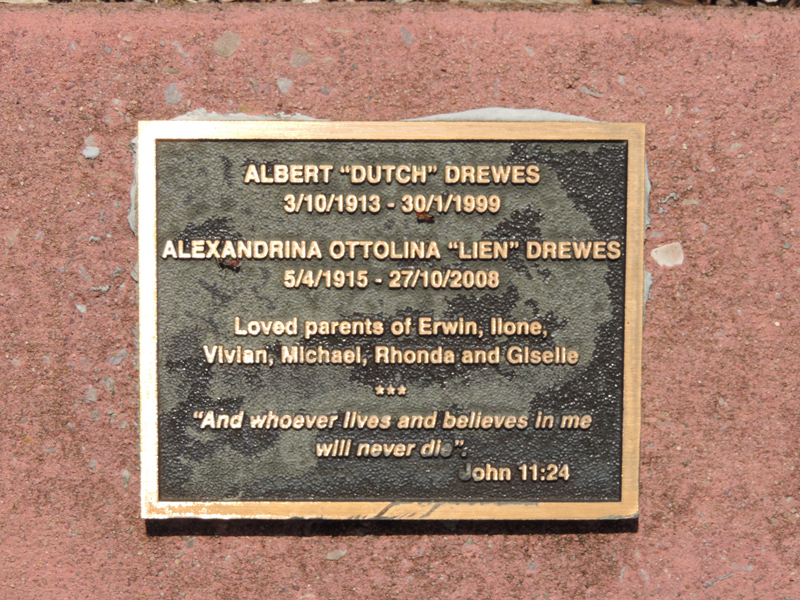 ALBERT “DUTCH” DREWES
3/10/1913 - 30/1/1999
ALEXANDRINA OTTOLINA “LIEN” DREWES
5/4/1915 - 27/10/2008
Loved parents of Erwin, Ilone,
Vivian, Michael, Rhonda and Giselle
***
“And whoever lives and believes in me
will never die”.
John 11:24